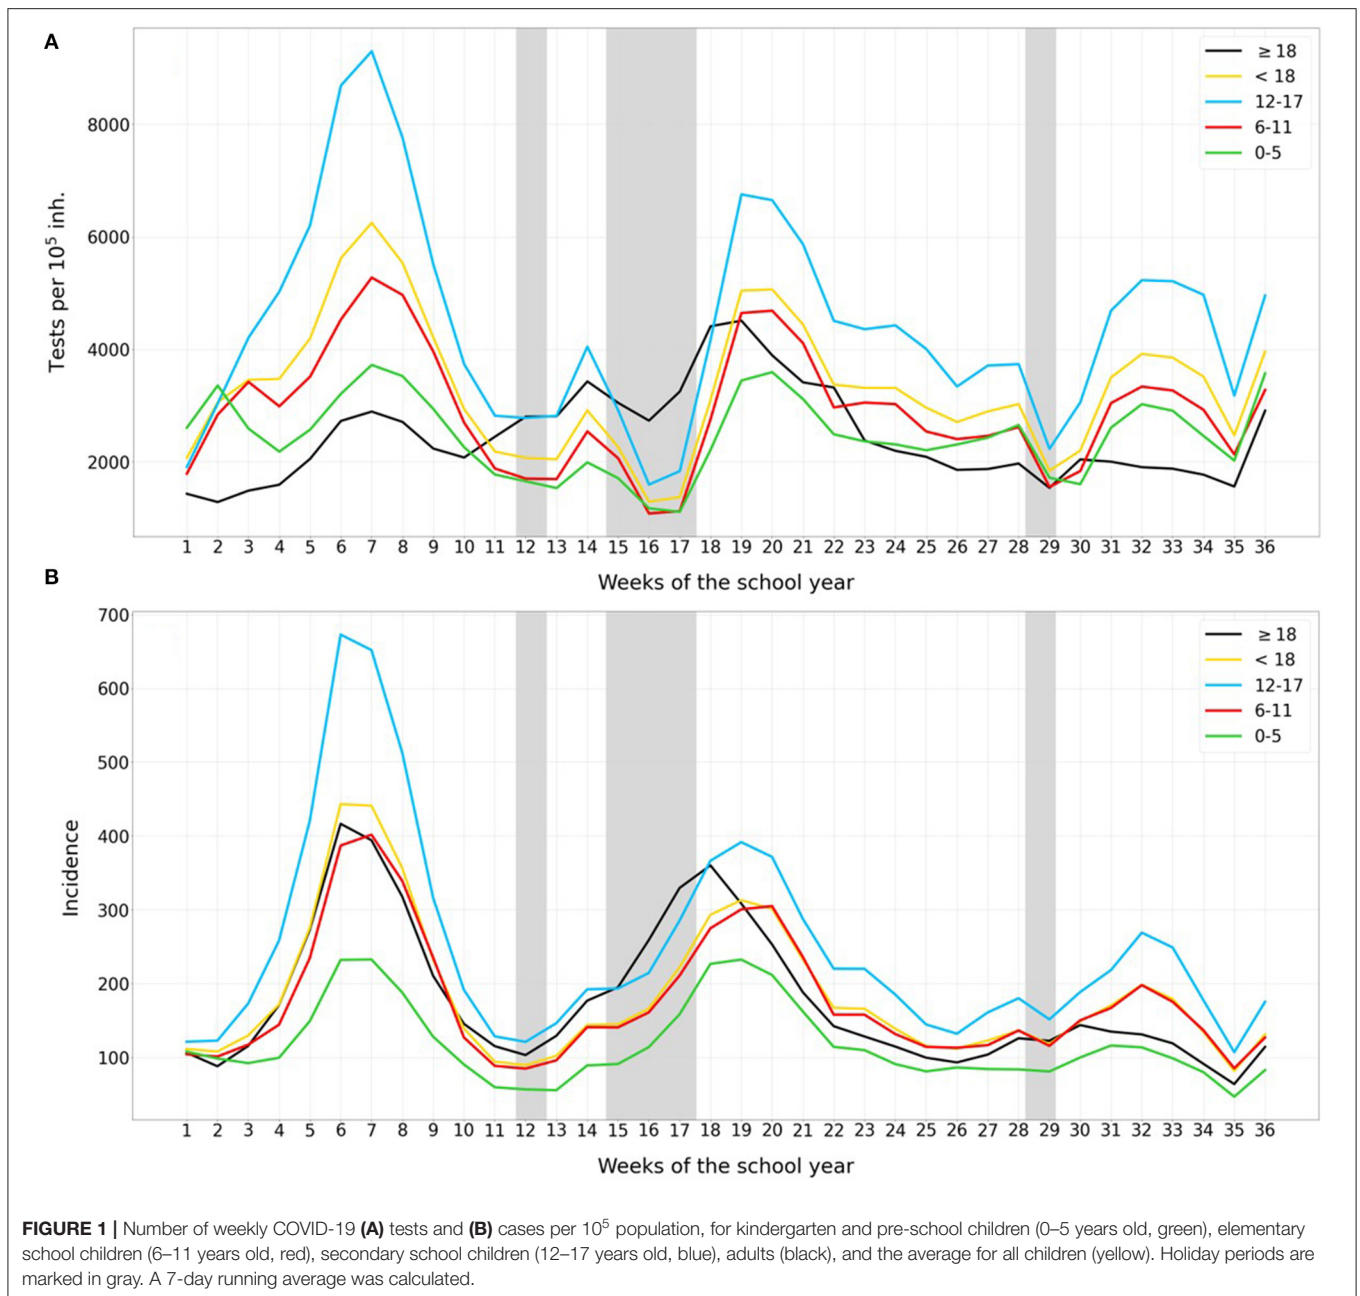 A
≥ 18
< 18
12-17
6-11
0-5
8000
6000
4000
2000
Tests per 10⁵ inh.
1 2 3 4 5 6 7 8 9 10 11 12 13 14 15 16 17 18 19 20 21 22 23 24 25 26 27 28 29 30 31 32 33 34 35 36
Weeks of the school year
B
≥ 18
< 18
12-17
6-11
0-5
700
600
500
400
300
200
100
Incidence
1 2 3 4 5 6 7 8 9 10 11 12 13 14 15 16 17 18 19 20 21 22 23 24 25 26 27 28 29 30 31 32 33 34 35 36
Weeks of the school year
FIGURE 1 | Number of weekly COVID-19 (A) tests and (B) cases per 10⁵ population, for kindergarten and pre-school children (0–5 years old, green), elementary
school children (6–11 years old, red), secondary school children (12–17 years old, blue), adults (black), and the average for all children (yellow). Holiday periods are
marked in gray. A 7-day running average was calculated.